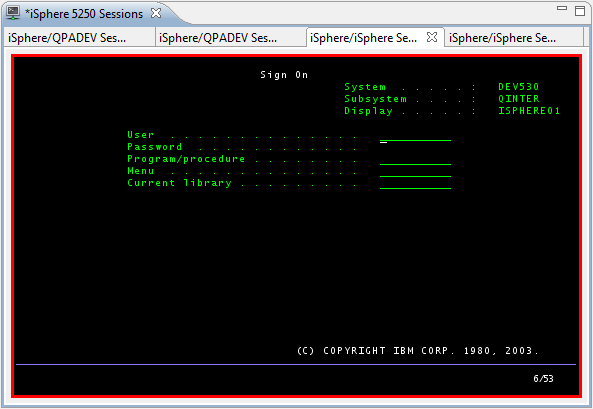 *iSphere 5250 Sessions
iSphere/QPADEV Ses... iSphere/QPADEV Ses... iSphere/iSphere Se... iSphere/iSphere Se...
Sign On
System . . . . . : DEV530
Subsystem . . . . : QINTER
Display . . . . . : ISPHERE01
User . . . . . . . . . . . . . .
Password . . . . . . . . . . . .
Program/procedure . . . . . . . .
Menu . . . . . . . . . . . . . .
Current library . . . . . . . . .
(C) COPYRIGHT IBM CORP. 1980, 2003.
6/53